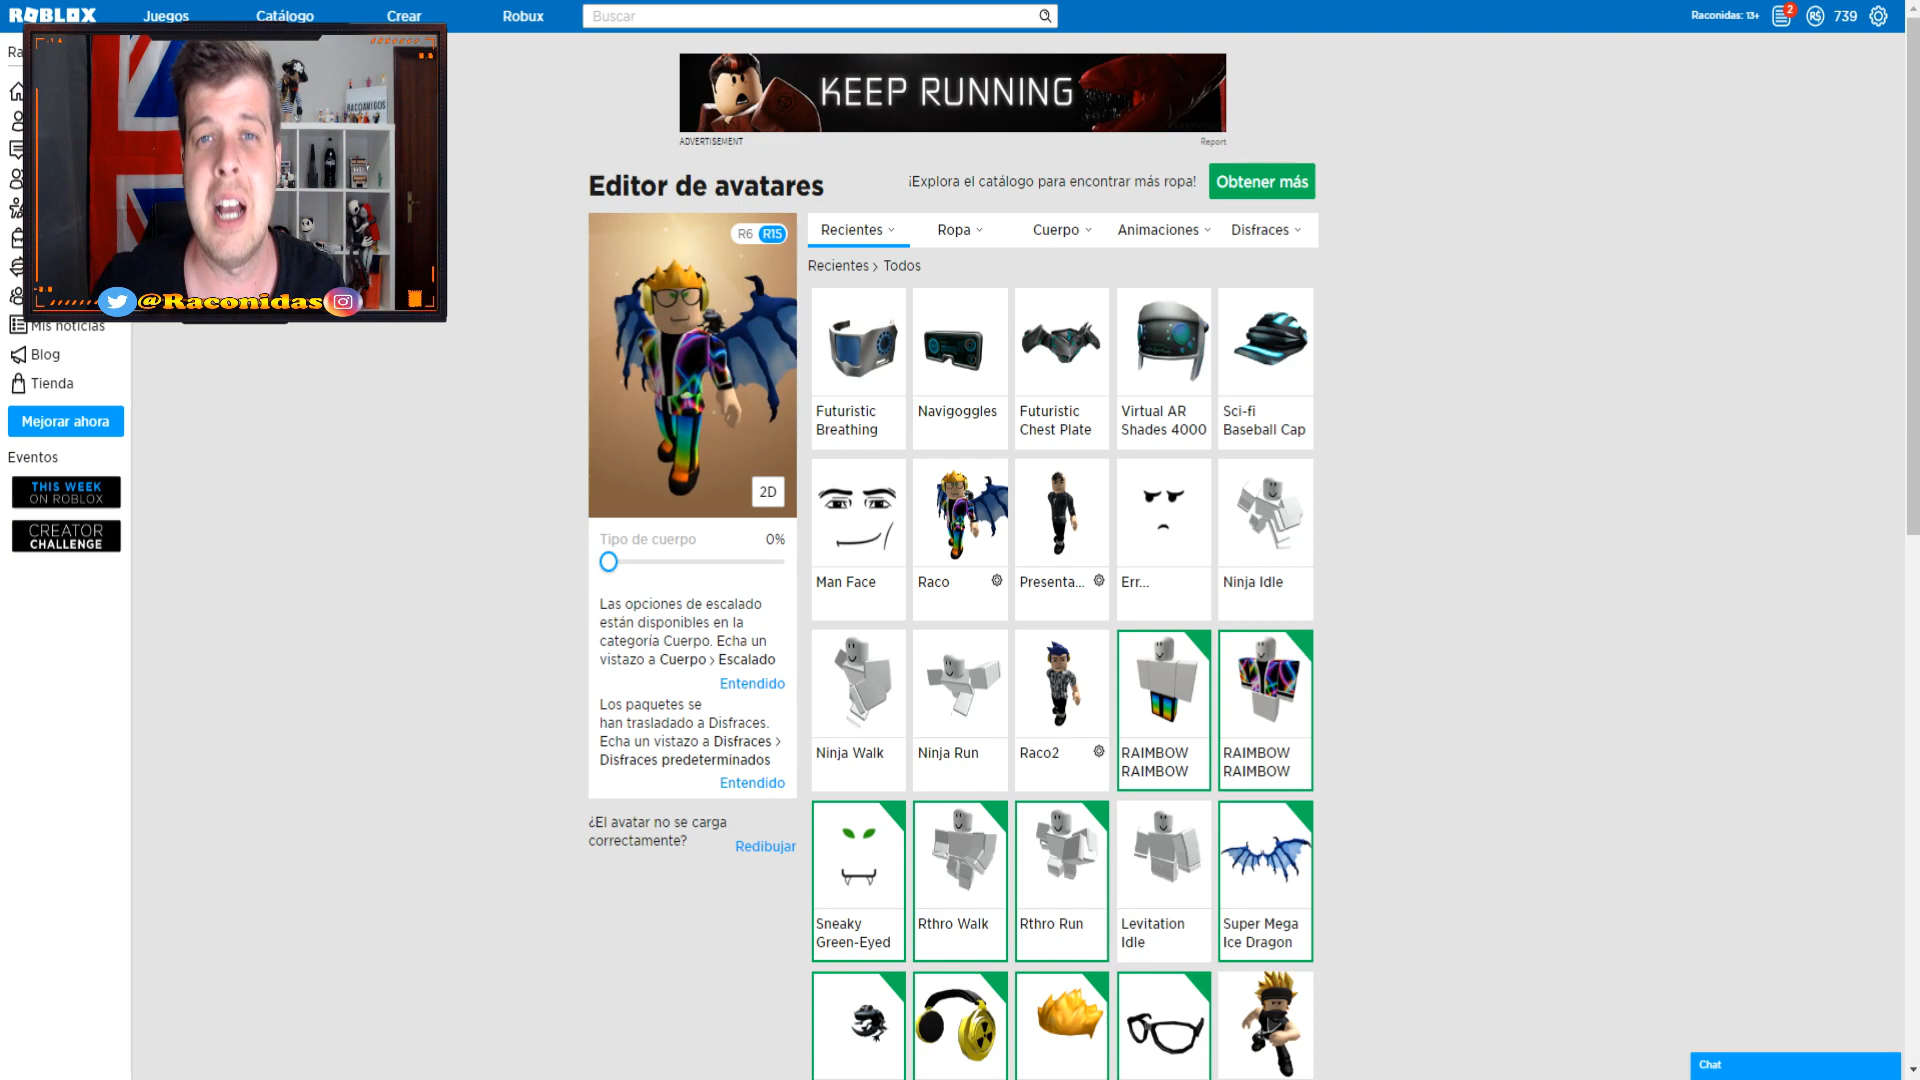 ROBLOX
Juegos
Catálogo
Crear
Robux
Buscar
Raconidas: 13+
2
739
RACOAMIGOS
@Raconidas
Mis noticias
Blog
Tienda
Mejorar ahora
Eventos
THIS WEEK
ON ROBLOX
CREATOR
CHALLENGE
KEEP RUNNING
ADVERTISEMENT
Report
Editor de avatares
¡Explora el catálogo para encontrar más ropa!
Obtener más
R6 R15
2D
Tipo de cuerpo
0%
Las opciones de escalado
están disponibles en la
categoría Cuerpo. Echa un
vistazo a Cuerpo > Escalado
Entendido
Los paquetes se
han trasladado a Disfraces.
Echa un vistazo a Disfraces >
Disfraces predeterminados
Entendido
¿El avatar no se carga
correctamente?
Redibujar
Recientes
Ropa
Cuerpo
Animaciones
Disfraces
Recientes > Todos
Futuristic
Breathing
Navigoggles
Futuristic
Chest Plate
Virtual AR
Shades 4000
Sci-fi
Baseball Cap
Man Face
Raco
Presenta...
Err...
Ninja Idle
Ninja Walk
Ninja Run
Raco2
RAIMBOW
RAIMBOW
RAIMBOW
RAIMBOW
Sneaky
Green-Eyed
Rthro Walk
Rthro Run
Levitation
Idle
Super Mega
Ice Dragon
Chat